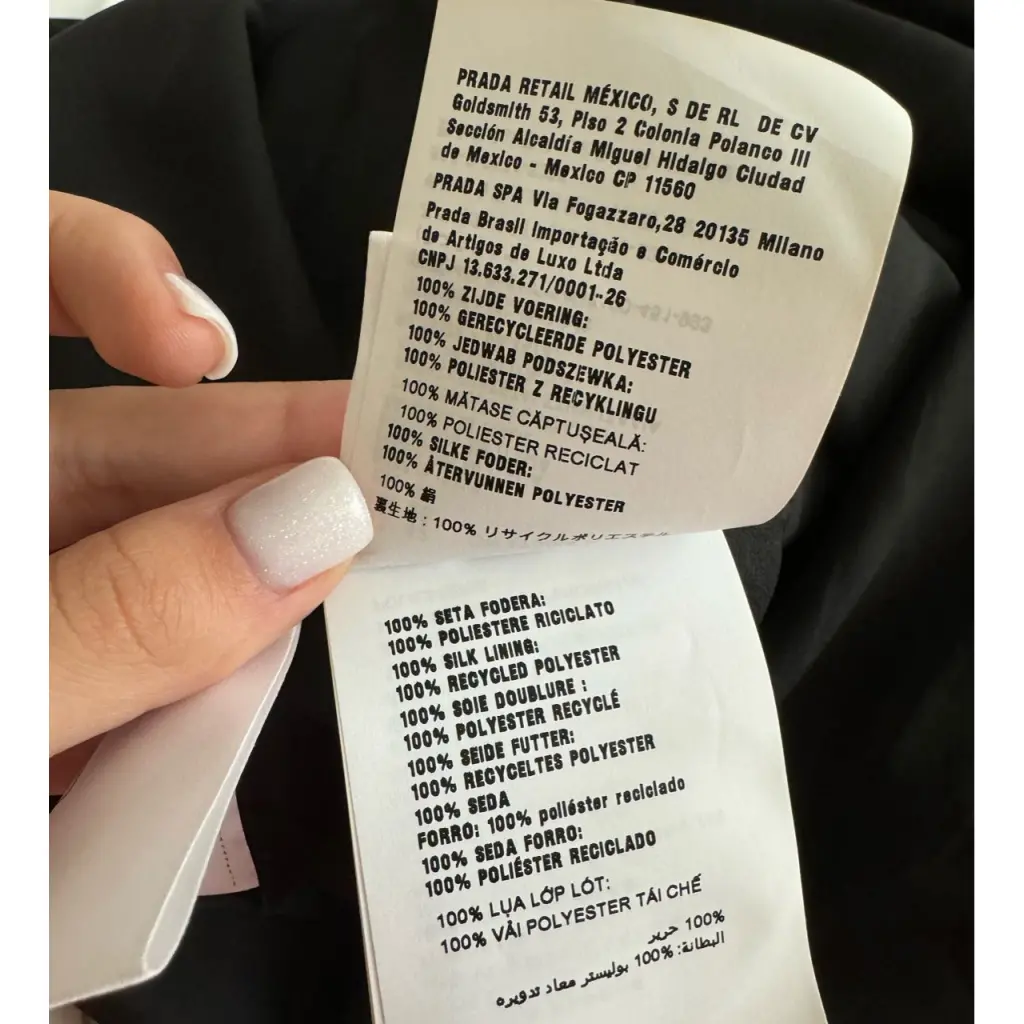 PRADA RETAIL MÉXICO, S DE RL DE CV
Goldsmith 53, Piso 2 Colonia Polanco III
Sección Alcaldía Miguel Hidalgo Ciudad
de Mexico - Mexico CP 11560
PRADA SPA Via Fogazzaro,28 20135 Milano
Prada Brasil Importação e Comércio
de Artigos de Luxo Ltda
CNPJ 13.633.271/0001-26
100% ZIJDE VOERING:
100% GERECYCLEERDE POLYESTER
100% JEDWAB PODSZEWKA:
100% POLIESTER Z RECYKLINGU
100% MĂTASE CĂPTUŞEALĂ:
100% POLIESTER RECICLAT
100% SILKE FODER:
100% ÅTERVUNNEN POLYESTER
100% 絹
裏生地：100% リサイクルポリエステル
100% SETA FODERA:
100% POLIESTERE RICICLATO
100% SILK LINING:
100% RECYCLED POLYESTER
100% SOIE DOUBLURE :
100% POLYESTER RECYCLÉ
100% SEIDE FUTTER:
100% RECYCELTES POLYESTER
100% SEDA
FORRO: 100% poliéster reciclado
100% SEDA FORRO:
100% POLIÉSTER RECICLADO
100% LỤA LỚP LÓT:
100% VẢI POLYESTER TÁI CHẾ
100% حرير
البطانة: 100% بوليستر معاد تدويره